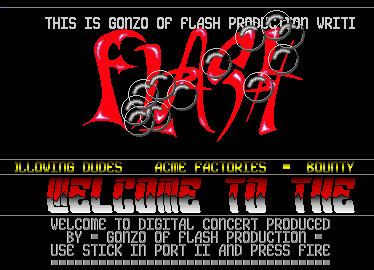 THIS IS GONZO OF FLASH PRODUCTION WRITI
FLASH
OLLOWING DUDES ACME FACTORIES = BOUNTY
WELCOME TO THE
WELCOME TO DIGITAL CONCERT PRODUCED
BY = GONZO OF FLASH PRODUCTION =
USE STICK IN PORT II AND PRESS FIRE